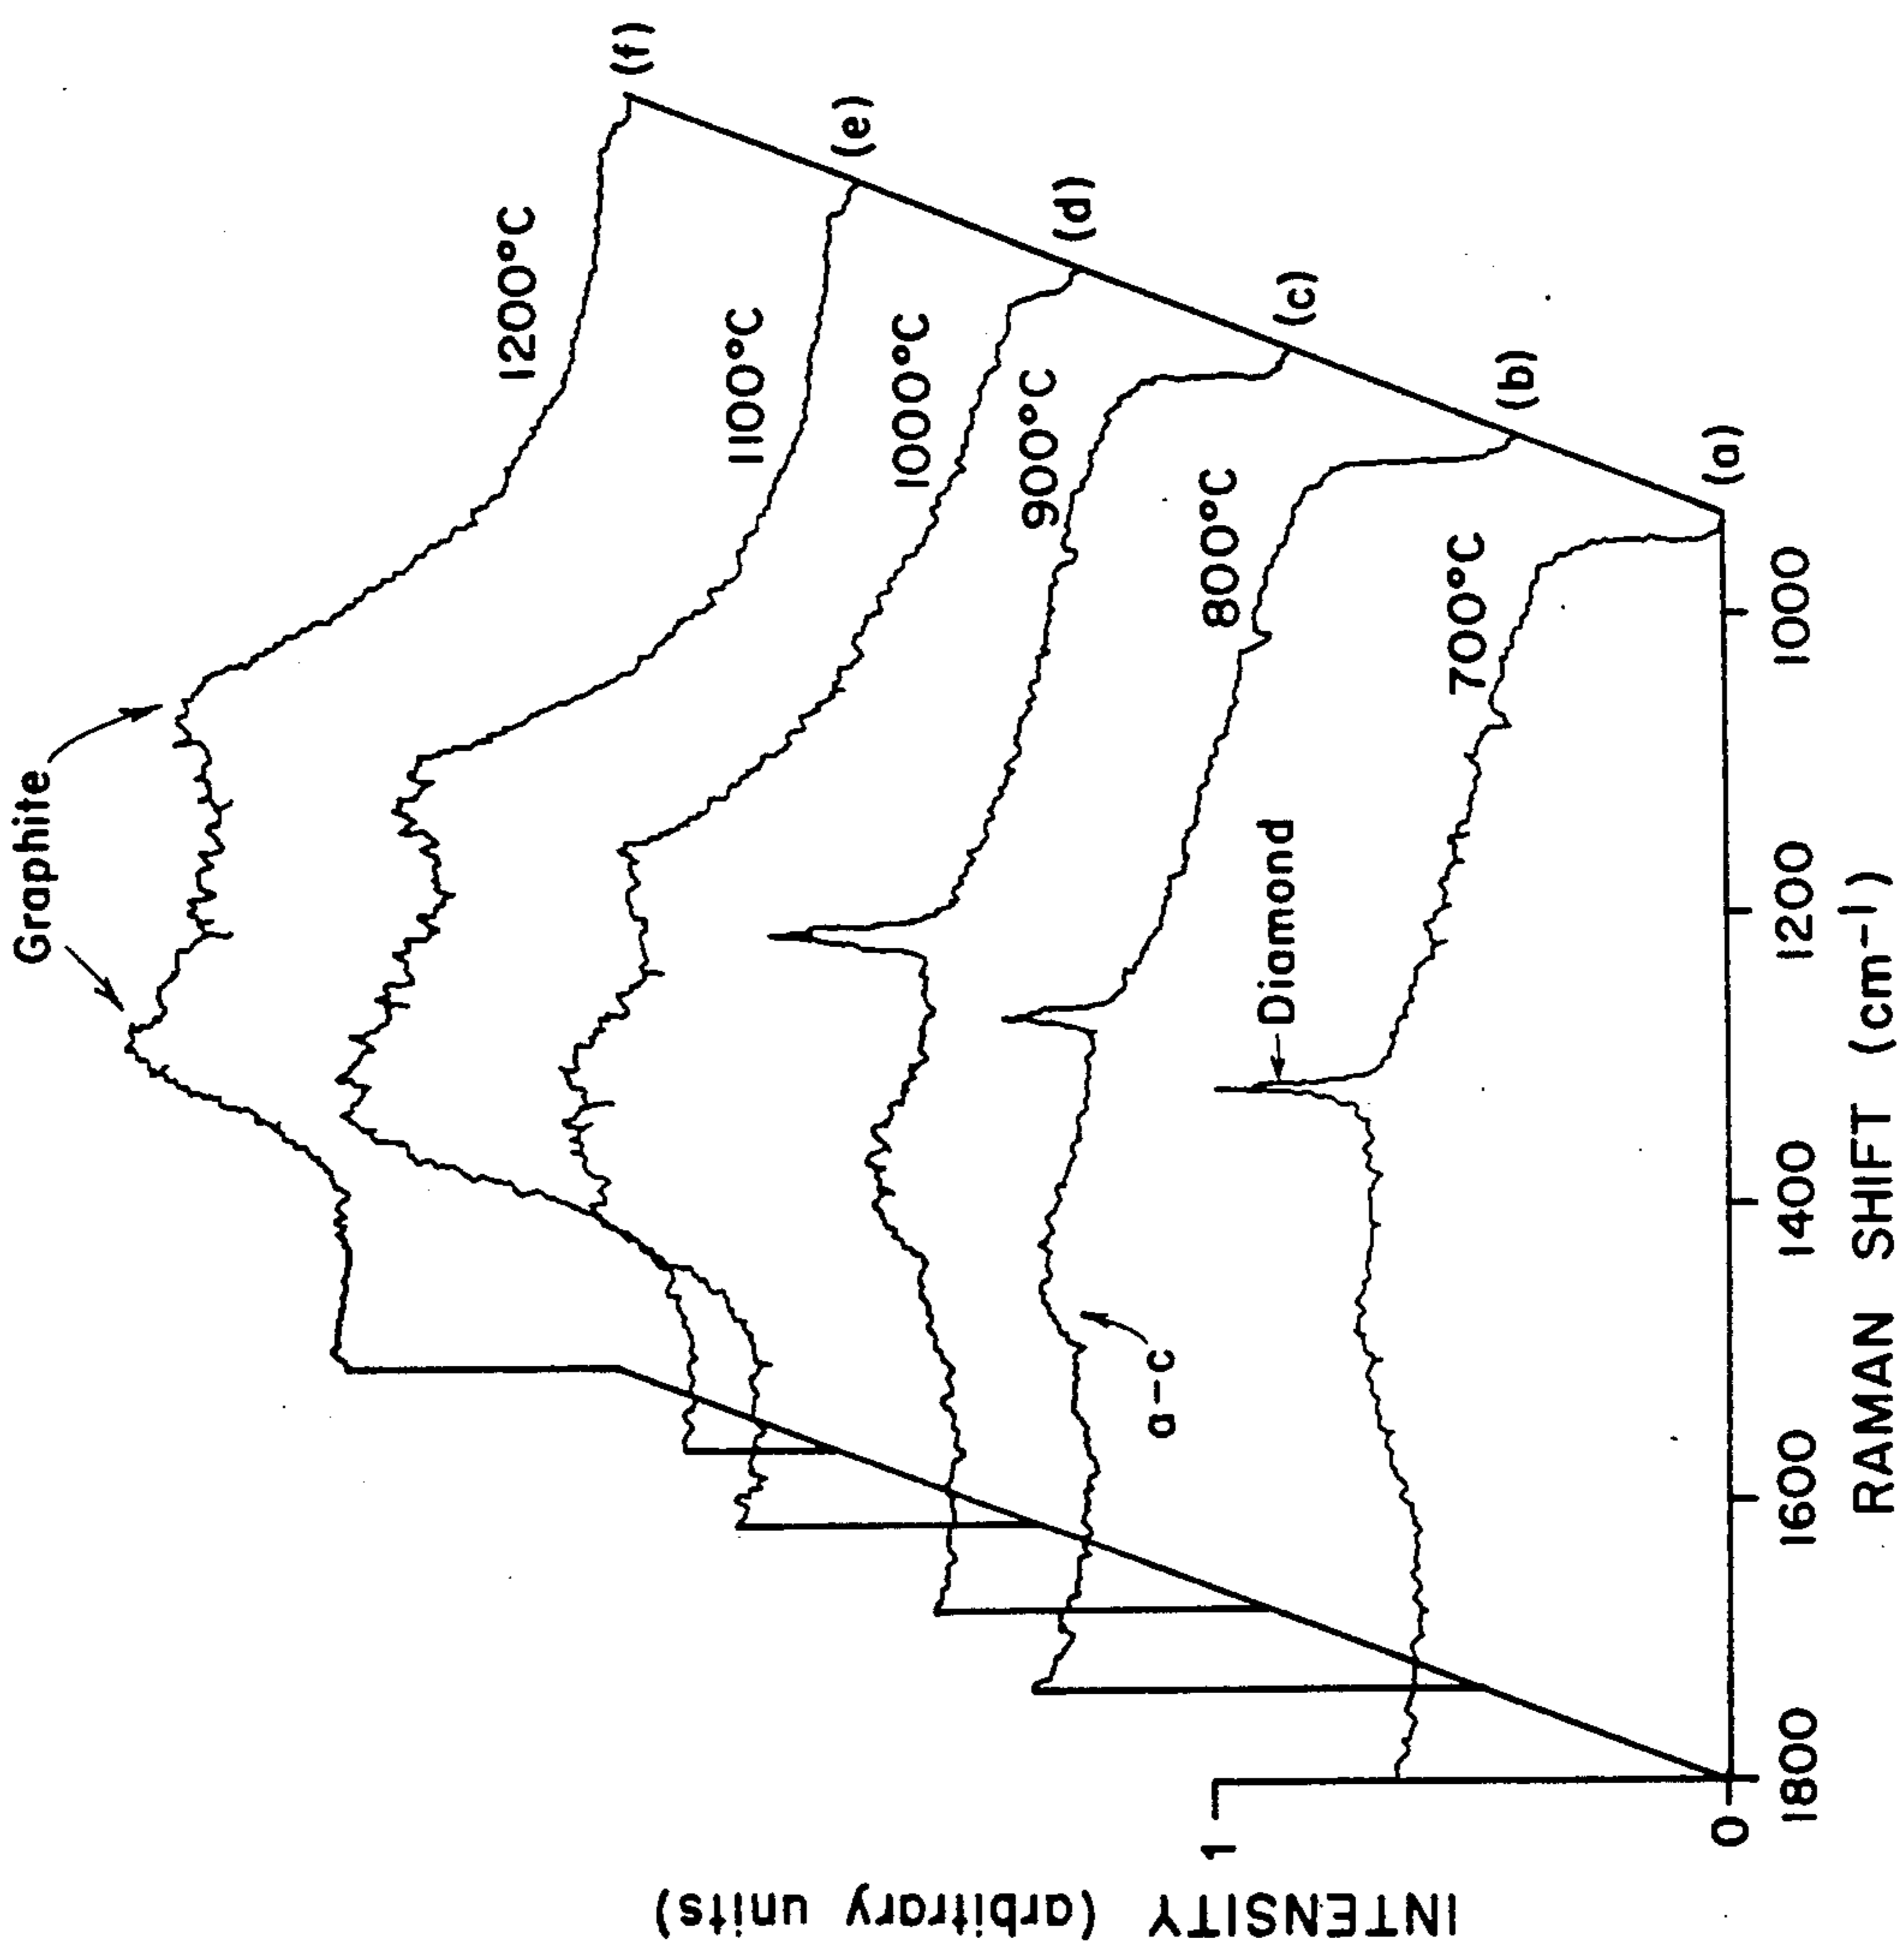 Graphite
1200°C
(f)
1100°C
(e)
1000°C
(d)
900°C
(c)
800°C
(b)
700°C
(a)
Diamond
a-c
INTENSITY (arbitrary units)
1
0
1800
1600
1400
1200
1000
RAMAN SHIFT (cm⁻¹)